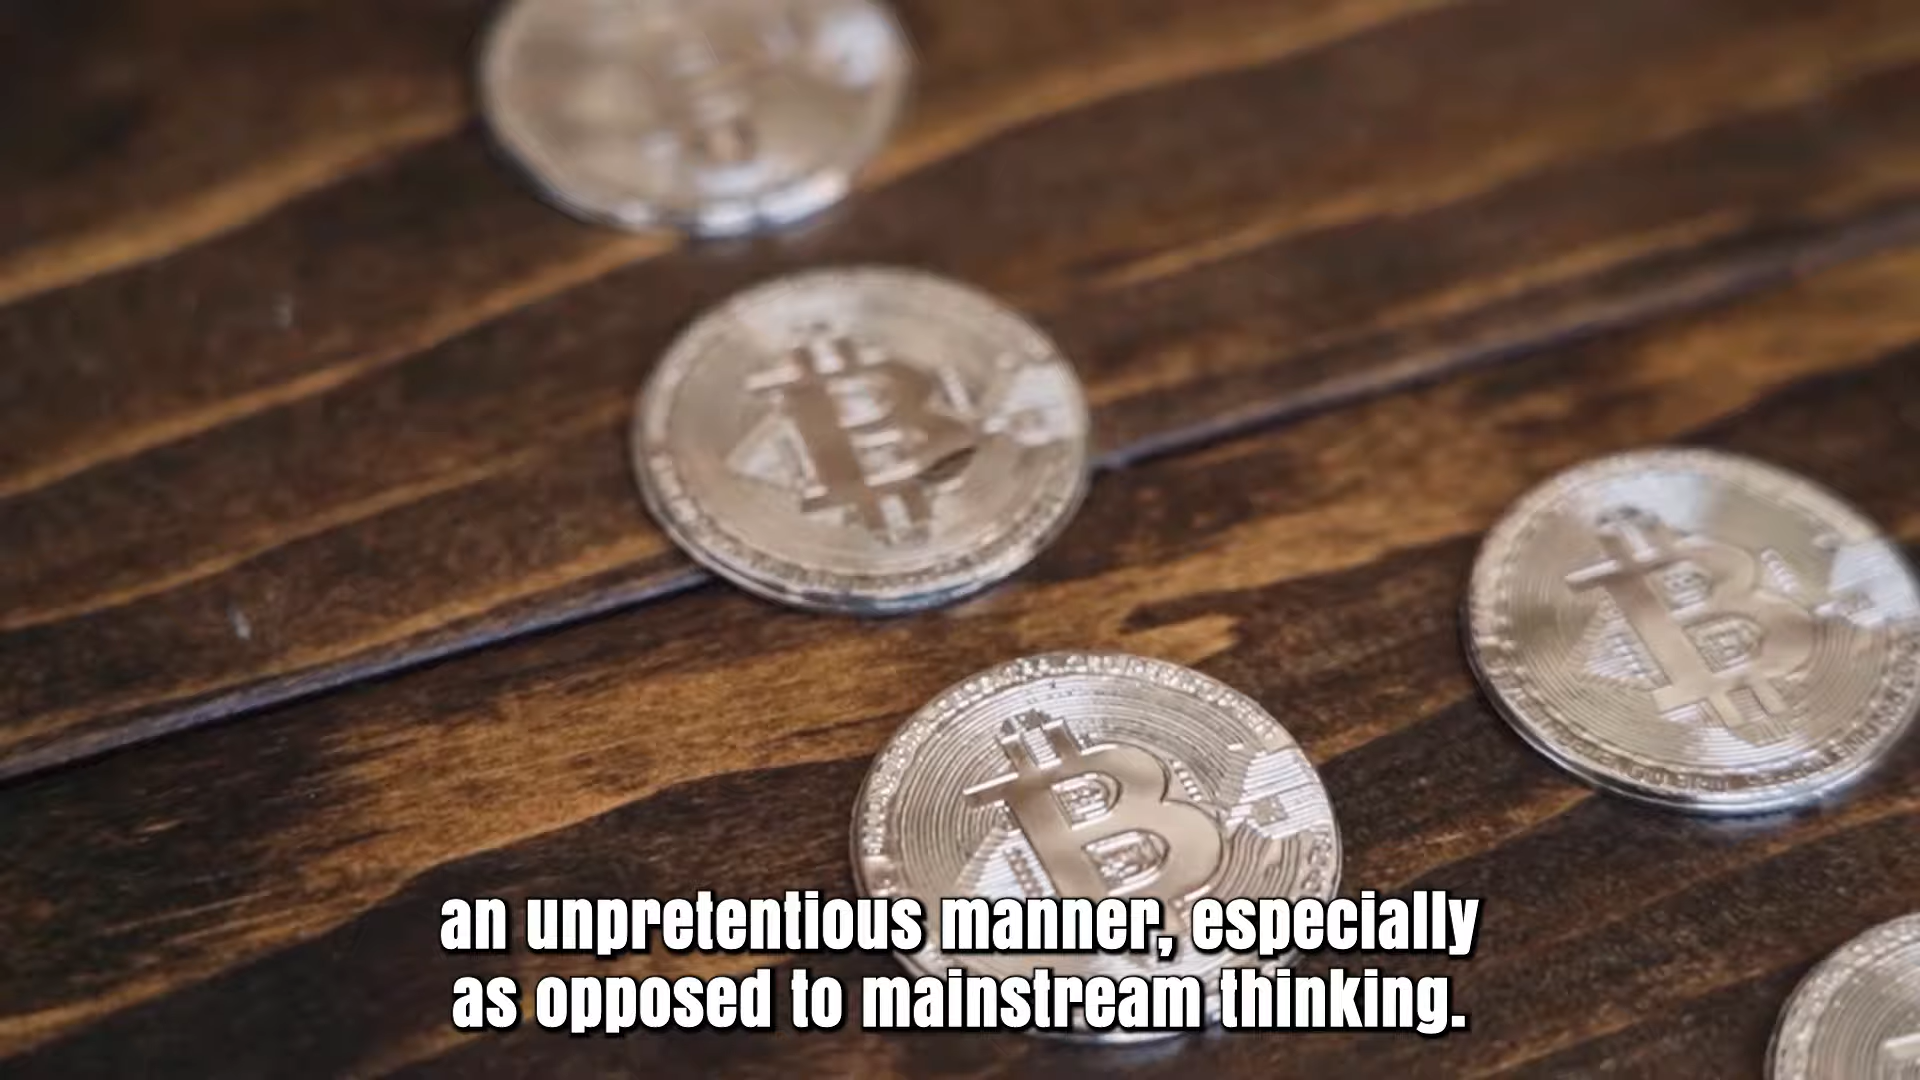 an unpretentious manner, especially
as opposed to mainstream thinking.